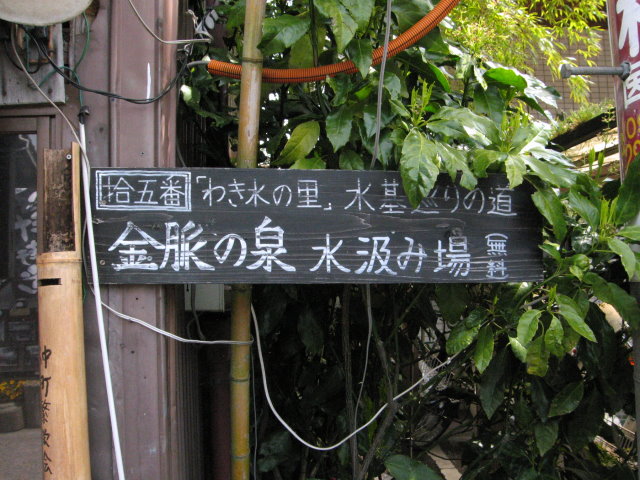 拾五番「わき水の里」水基巡りの道
金脈の泉 水汲み場 無料